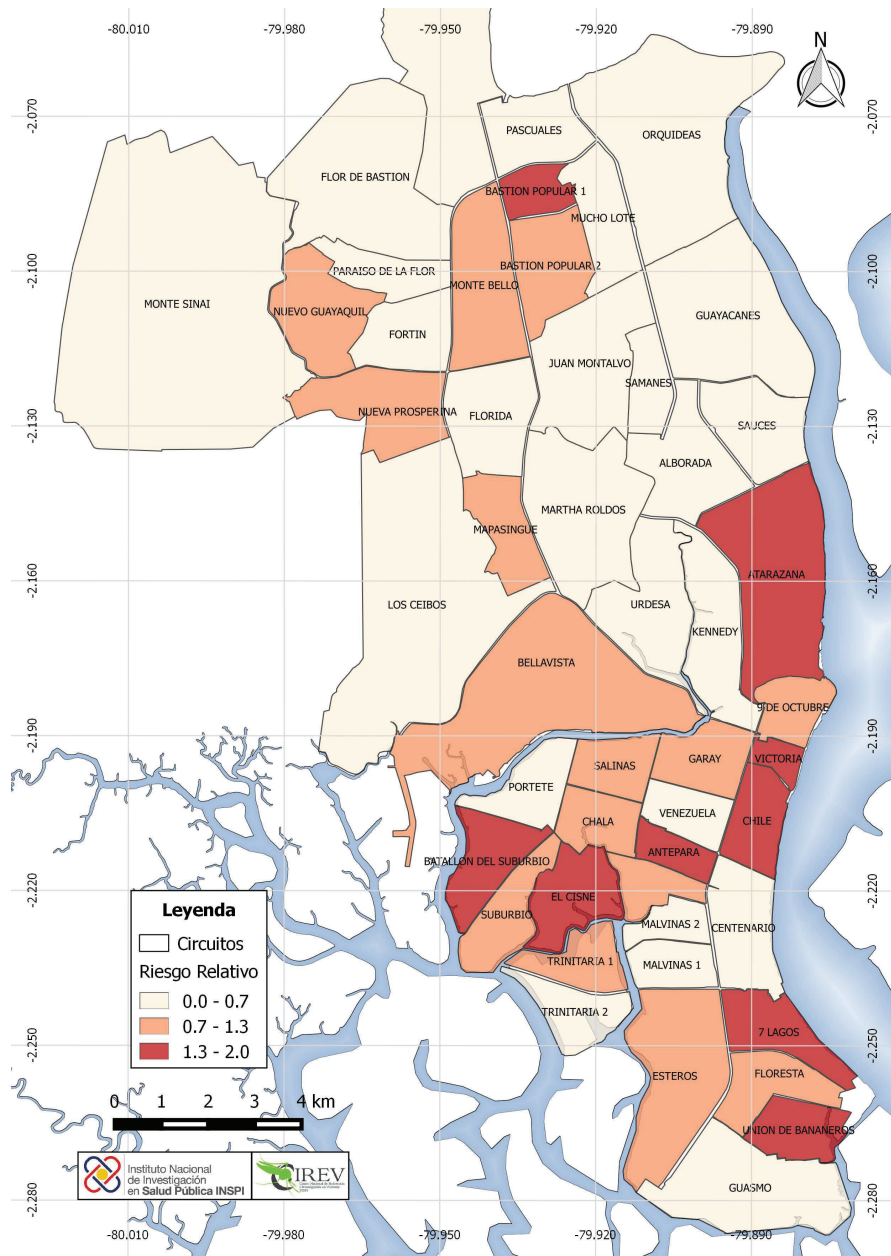 -80.010
-79.980
-79.950
-79.920
-79.890
N
-2.070
-2.070
PASCUALES
ORQUIDEAS
FLOR DE BASTION
BASTION POPULAR 1
MUCHO LOTE
-2.100
PARAISO DE LA FLOR
BASTION POPULAR 2
-2.100
MONTE SINAI
MONTE BELLO
NUEVO GUAYAQUIL
GUAYACANES
FORTIN
JUAN MONTALVO
SAMANES
NUEVA PROSPERINA
FLORIDA
-2.130
SAUCES
-2.130
ALBORADA
MARTHA ROLDOS
MAPASINGUE
-2.160
ATARAZANA
-2.160
LOS CEIBOS
URDESA
KENNEDY
BELLAVISTA
9 DE OCTUBRE
-2.190
-2.190
SALINAS
GARAY
VICTORIA
PORTETE
VENEZUELA
CHALA
CHILE
BATALLON DEL SUBURBIO
ANTEPARA
-2.220
EL CISNE
-2.220
Leyenda
SUBURBIO
MALVINAS 2
CENTENARIO
Circuitos
TRINITARIA 1
MALVINAS 1
Riesgo Relativo
0.0 - 0.7
0.7 - 1.3
1.3 - 2.0
TRINITARIA 2
7 LAGOS
-2.250
-2.250
ESTEROS
FLORESTA
0 1 2 3 4 km
UNION DE BANANEROS
Instituto Nacional
de Investigación
en Salud Pública INSPI
CIREV
GUASMO
-2.280
-2.280
-80.010
-79.980
-79.950
-79.920
-79.890